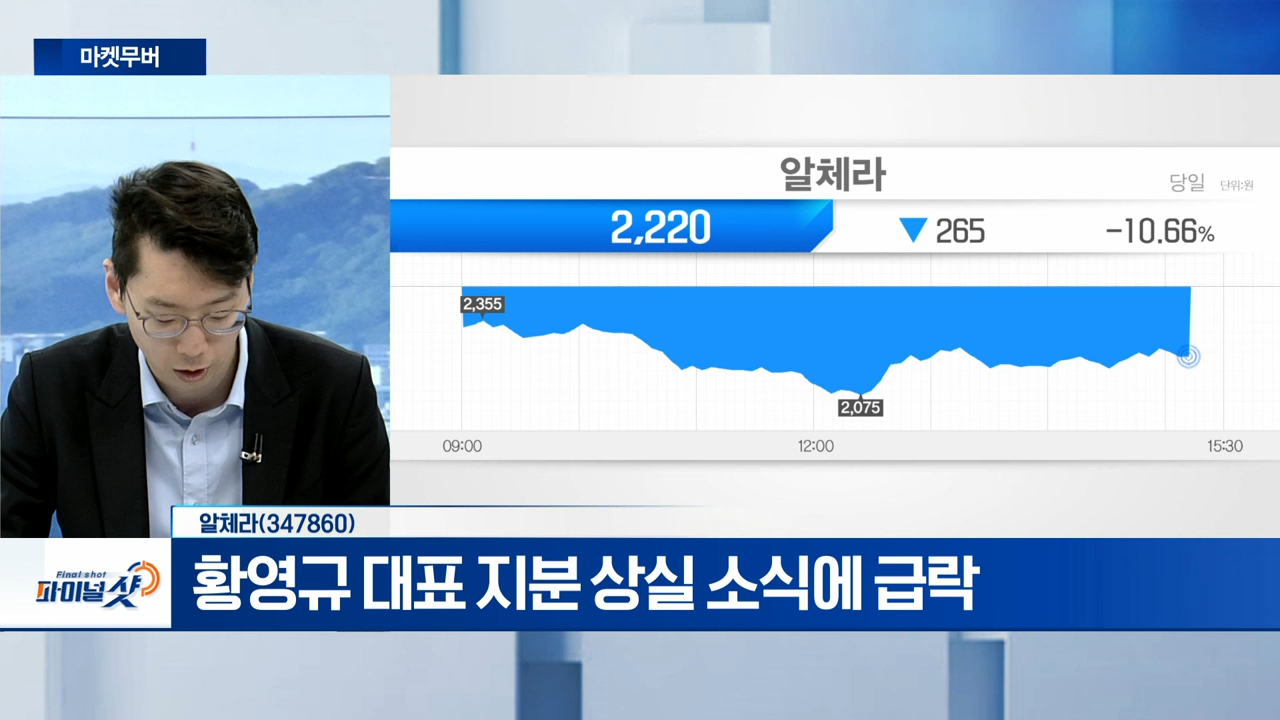 마켓무버
알체라
당일 단위:원
2,220 ▼ 265 -10.66%
2,355
2,075
09:00 12:00 15:30
알체라(347860)
Final shot
파이널샷
황영규 대표 지분 상실 소식에 급락